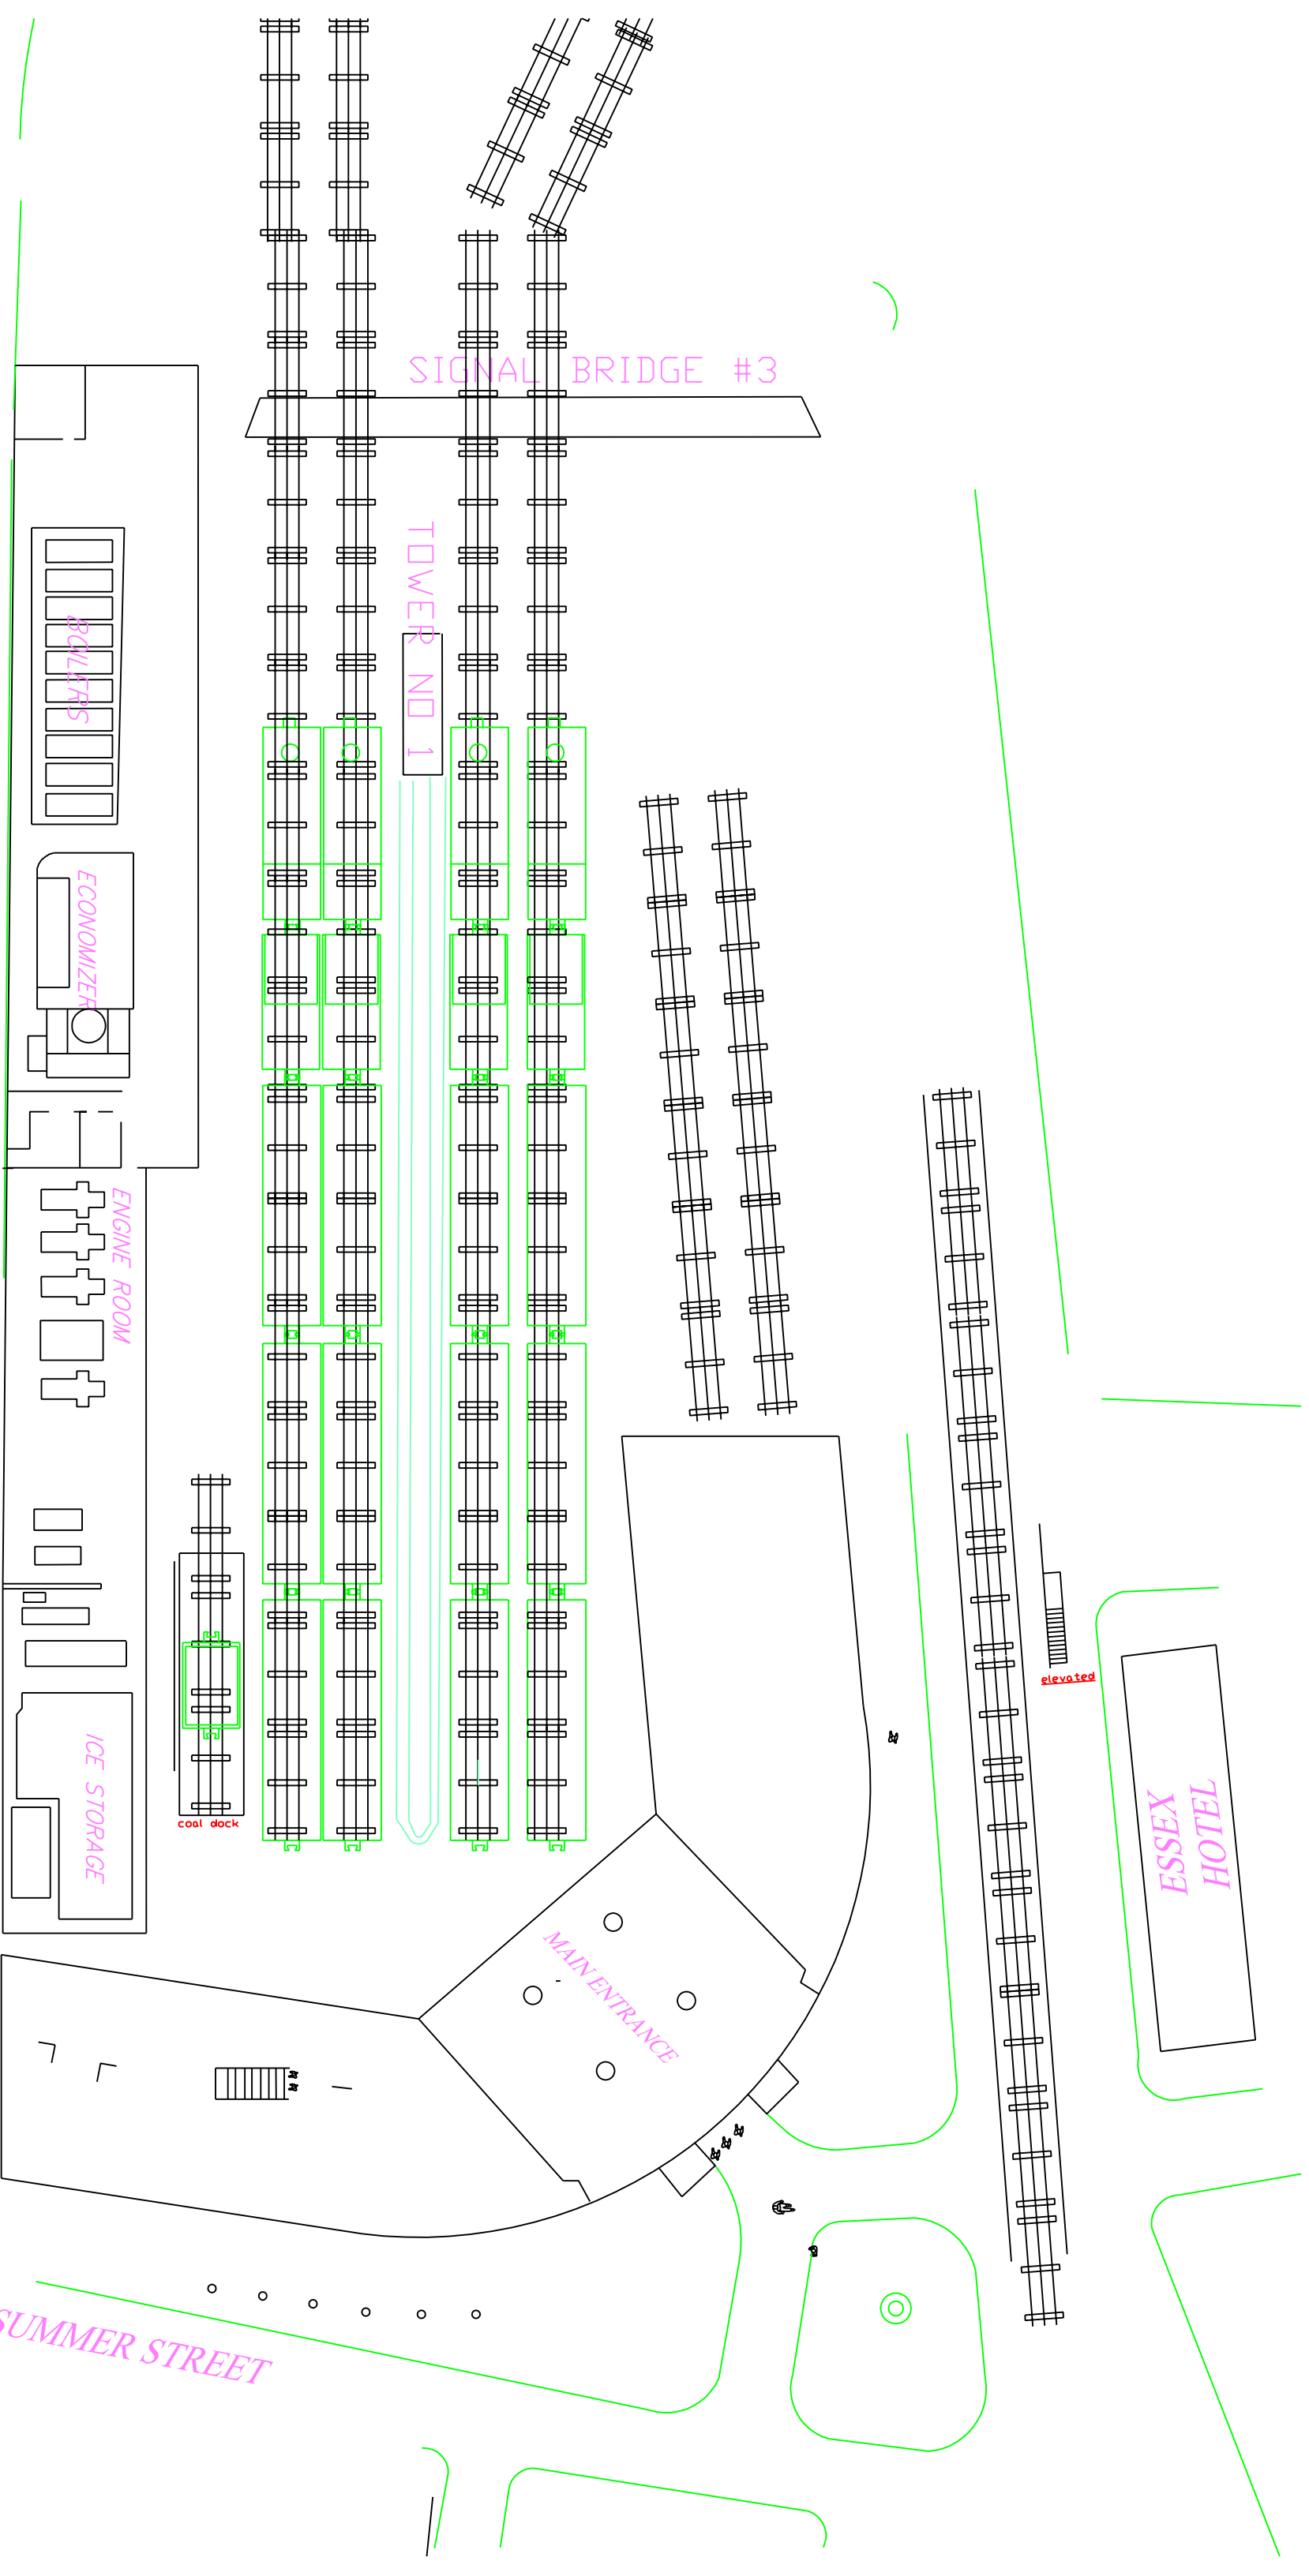 SIGNAL BRIDGE #3
TOWER NO 1
BOILERS
ECONOMIZER
ENGINE ROOM
elevated
ICE STORAGE
coal dock
ESSEX
HOTEL
MAIN ENTRANCE
SUMMER STREET